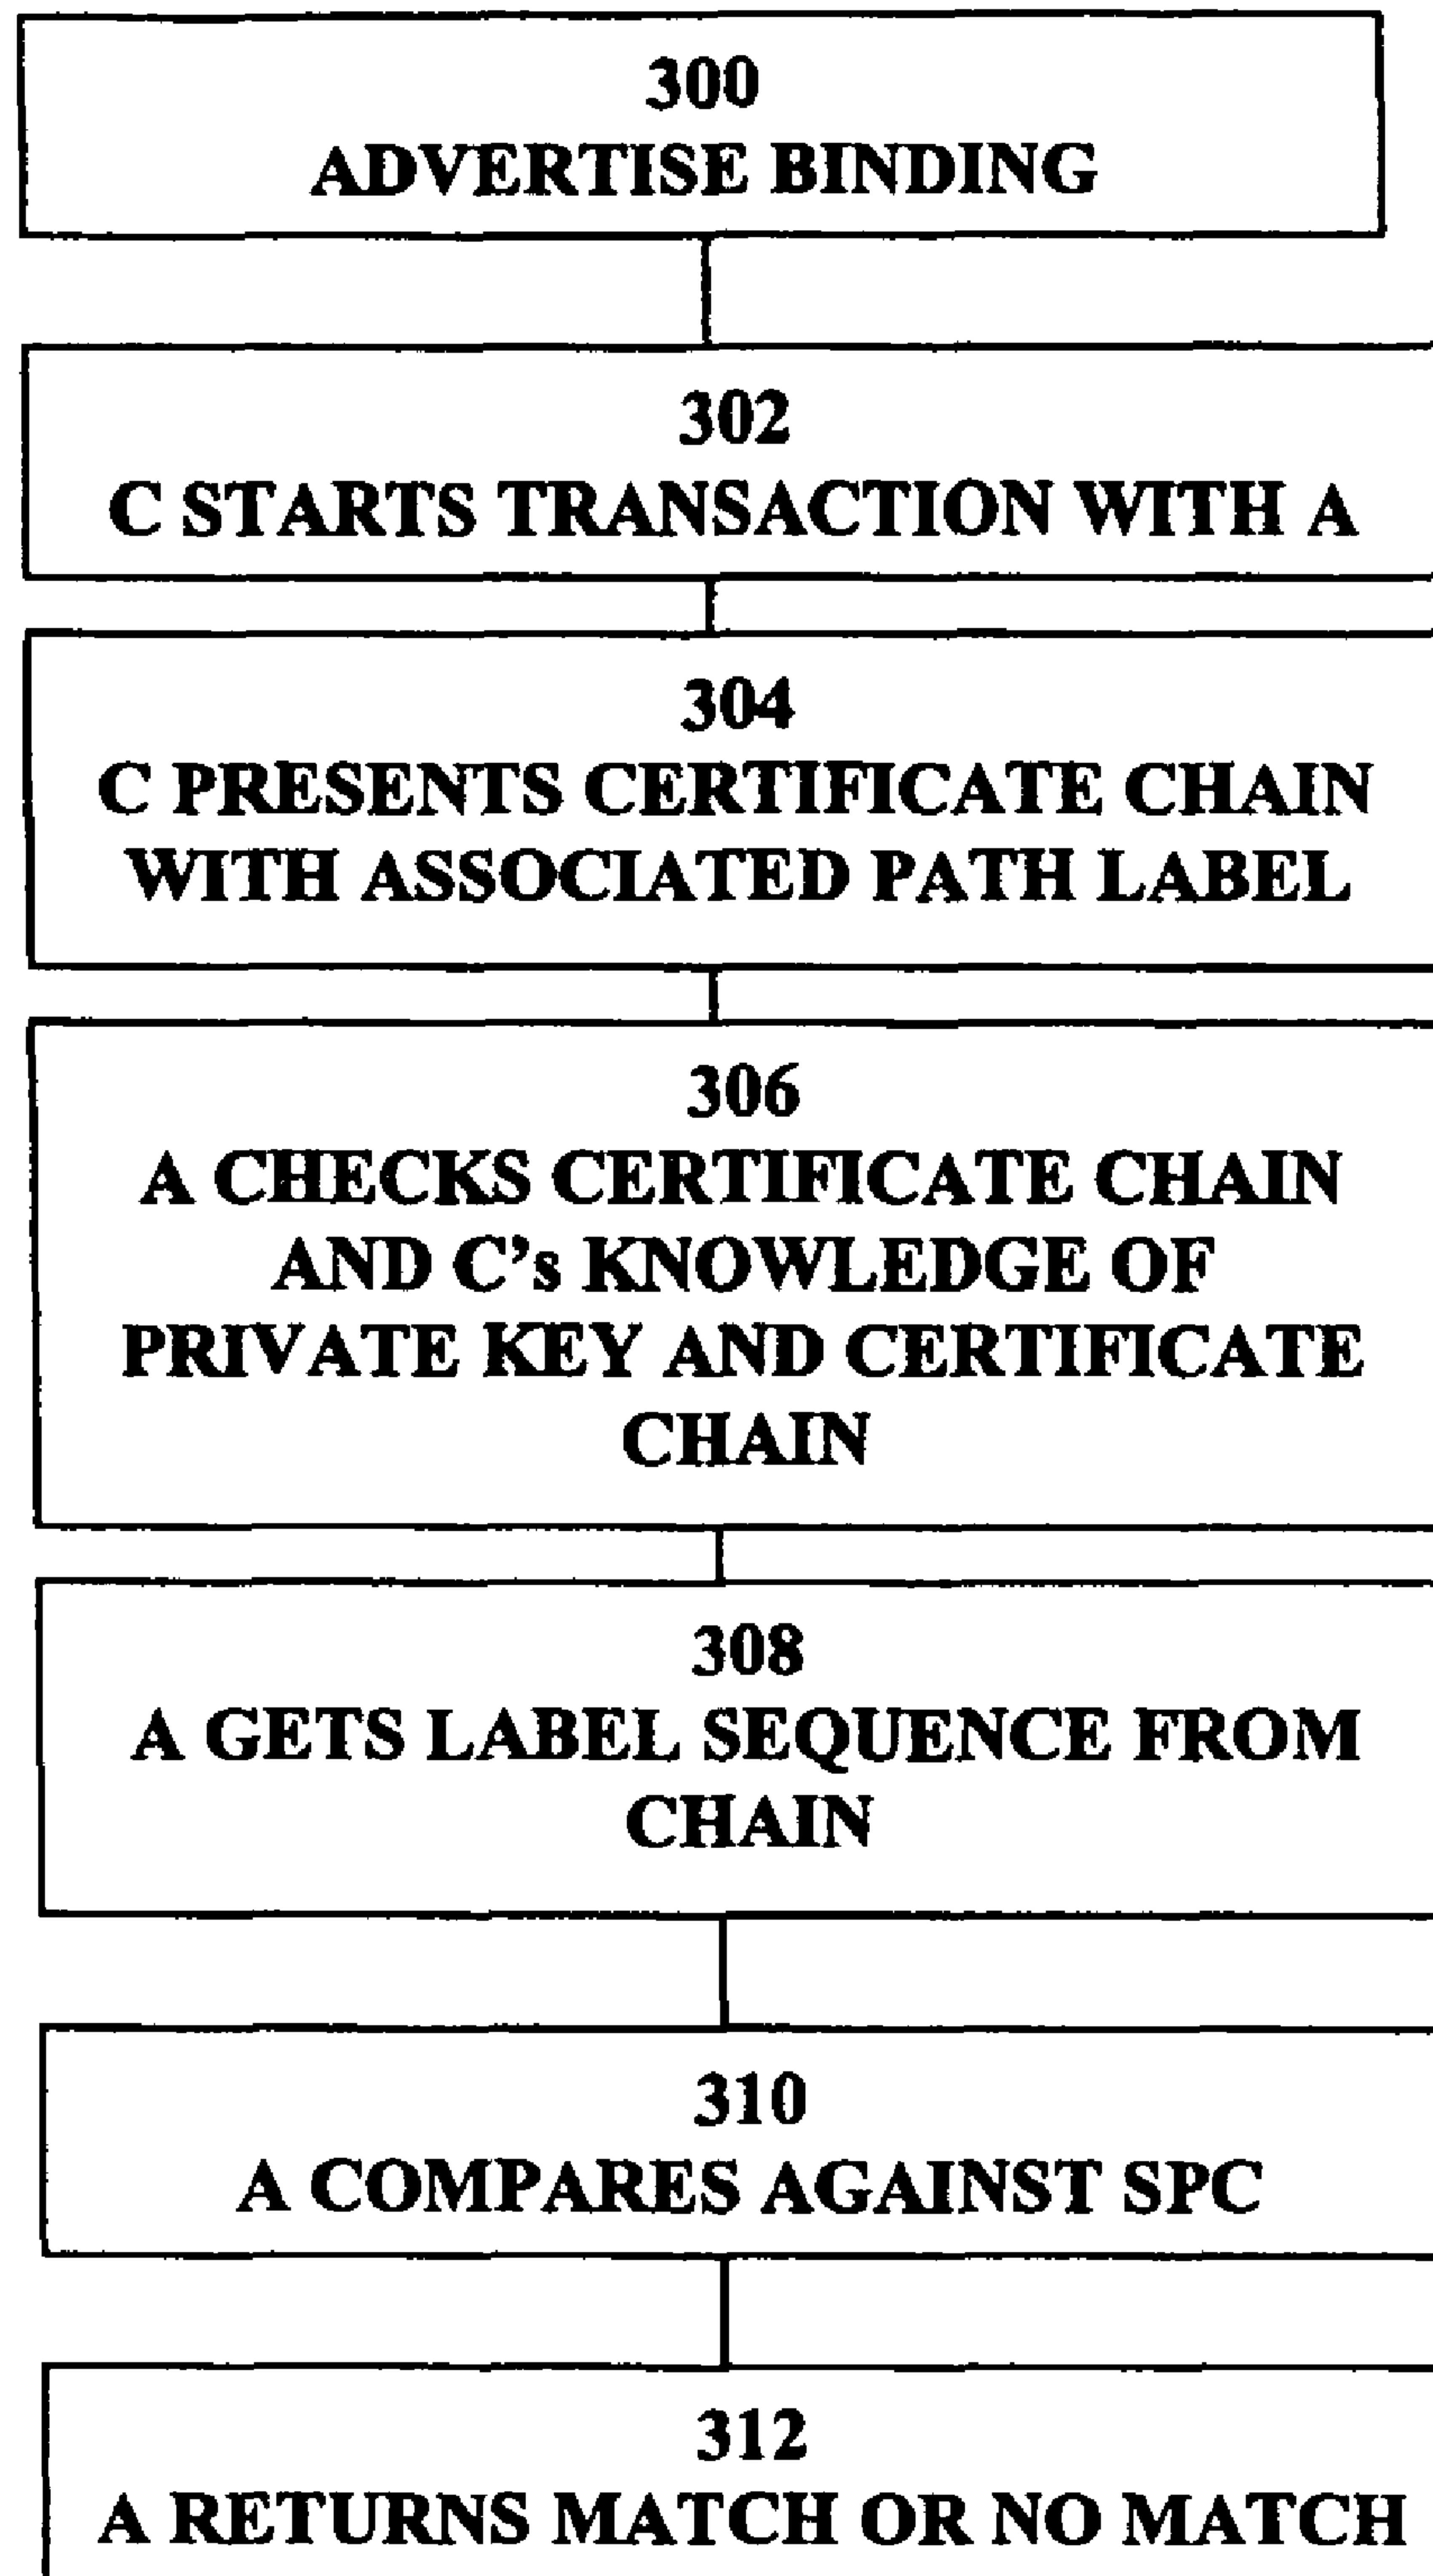 300
ADVERTISE BINDING
302
C STARTS TRANSACTION WITH A
304
C PRESENTS CERTIFICATE CHAIN
WITH ASSOCIATED PATH LABEL
306
A CHECKS CERTIFICATE CHAIN
AND C's KNOWLEDGE OF
PRIVATE KEY AND CERTIFICATE
CHAIN
308
A GETS LABEL SEQUENCE FROM
CHAIN
310
A COMPARES AGAINST SPC
312
A RETURNS MATCH OR NO MATCH